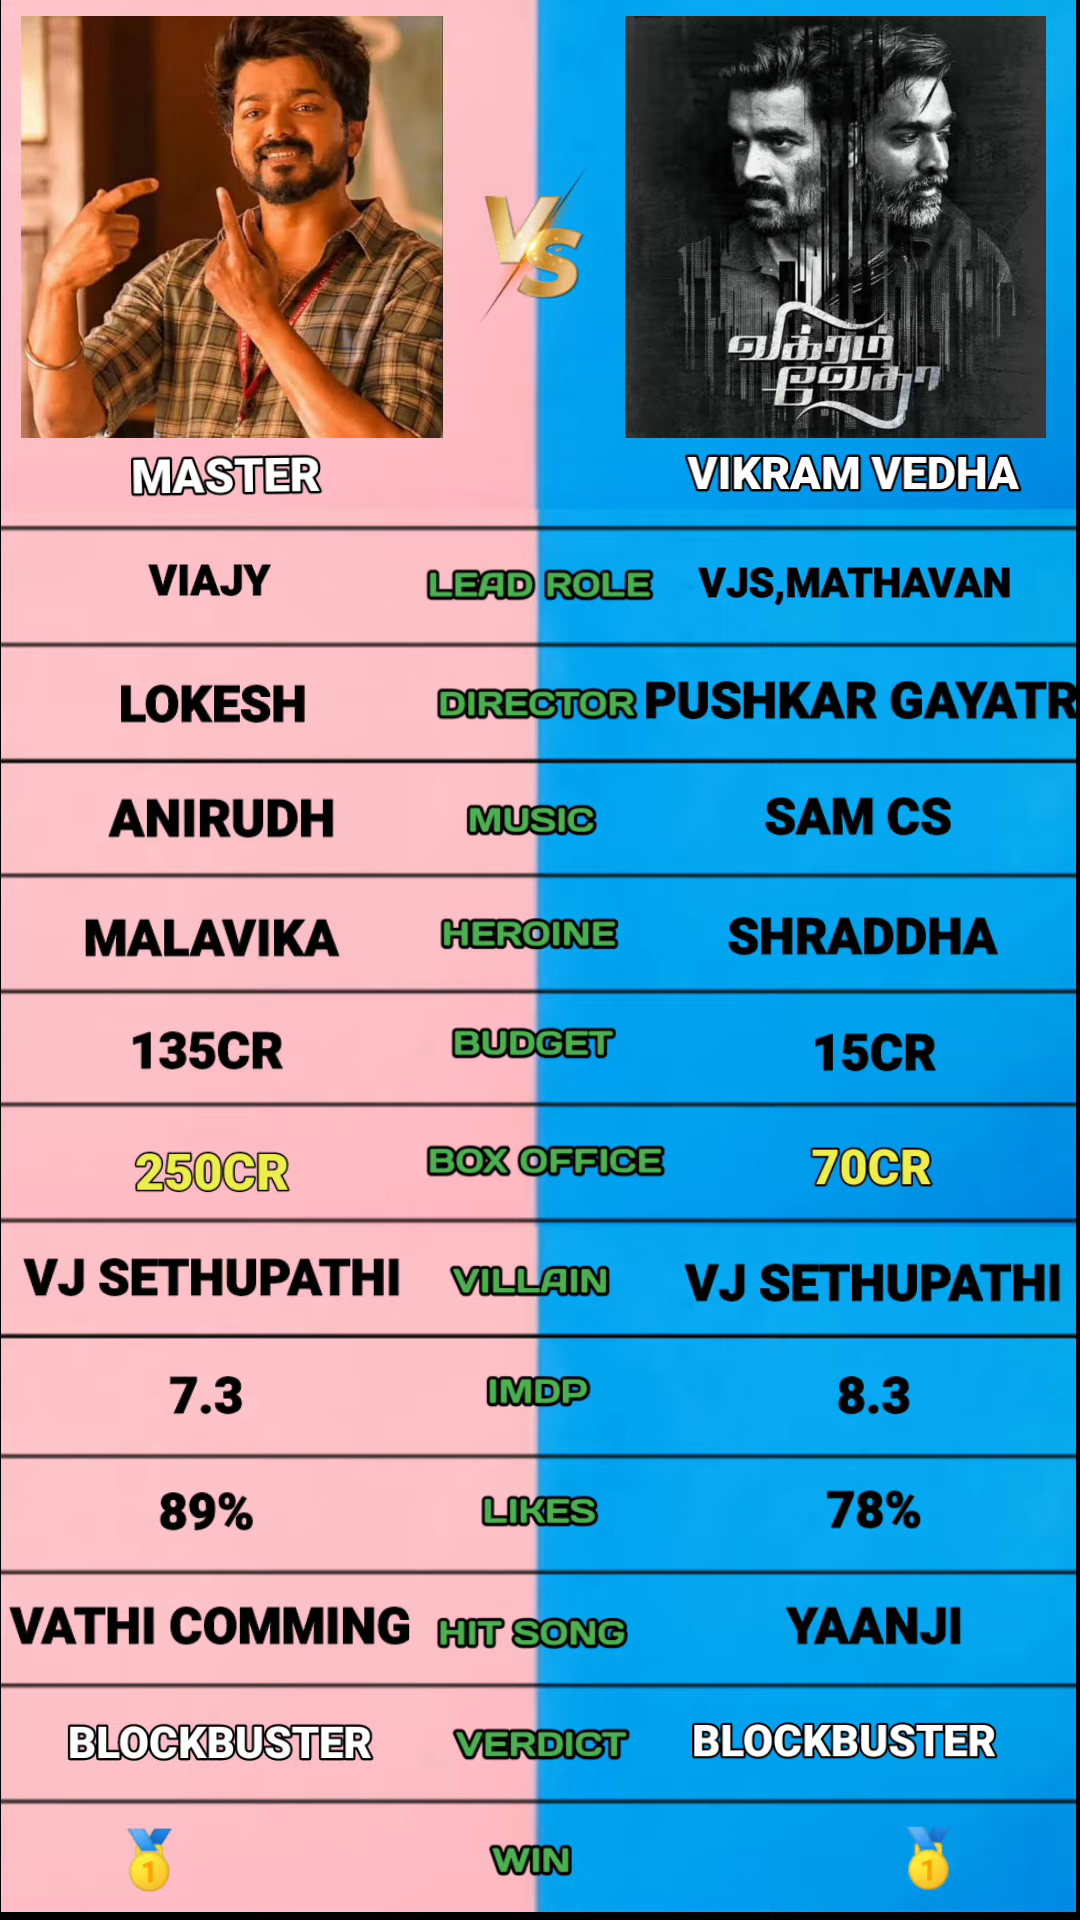 VS
விக்ரம்
வேதா
MASTER
VIKRAM VEDHA
VIAJY LEAD ROLE VJS,MATHAVAN
LOKESH DIRECTOR PUSHKAR GAYATR
ANIRUDH MUSIC SAM CS
MALAVIKA HEROINE SHRADDHA
135CR BUDGET 15CR
250CR BOX OFFICE 70CR
VJ SETHUPATHI VILLAIN VJ SETHUPATHI
7.3 IMDP 8.3
89% LIKES 78%
VATHI COMMING HIT SONG YAANJI
BLOCKBUSTER VERDICT BLOCKBUSTER
1 WIN 1